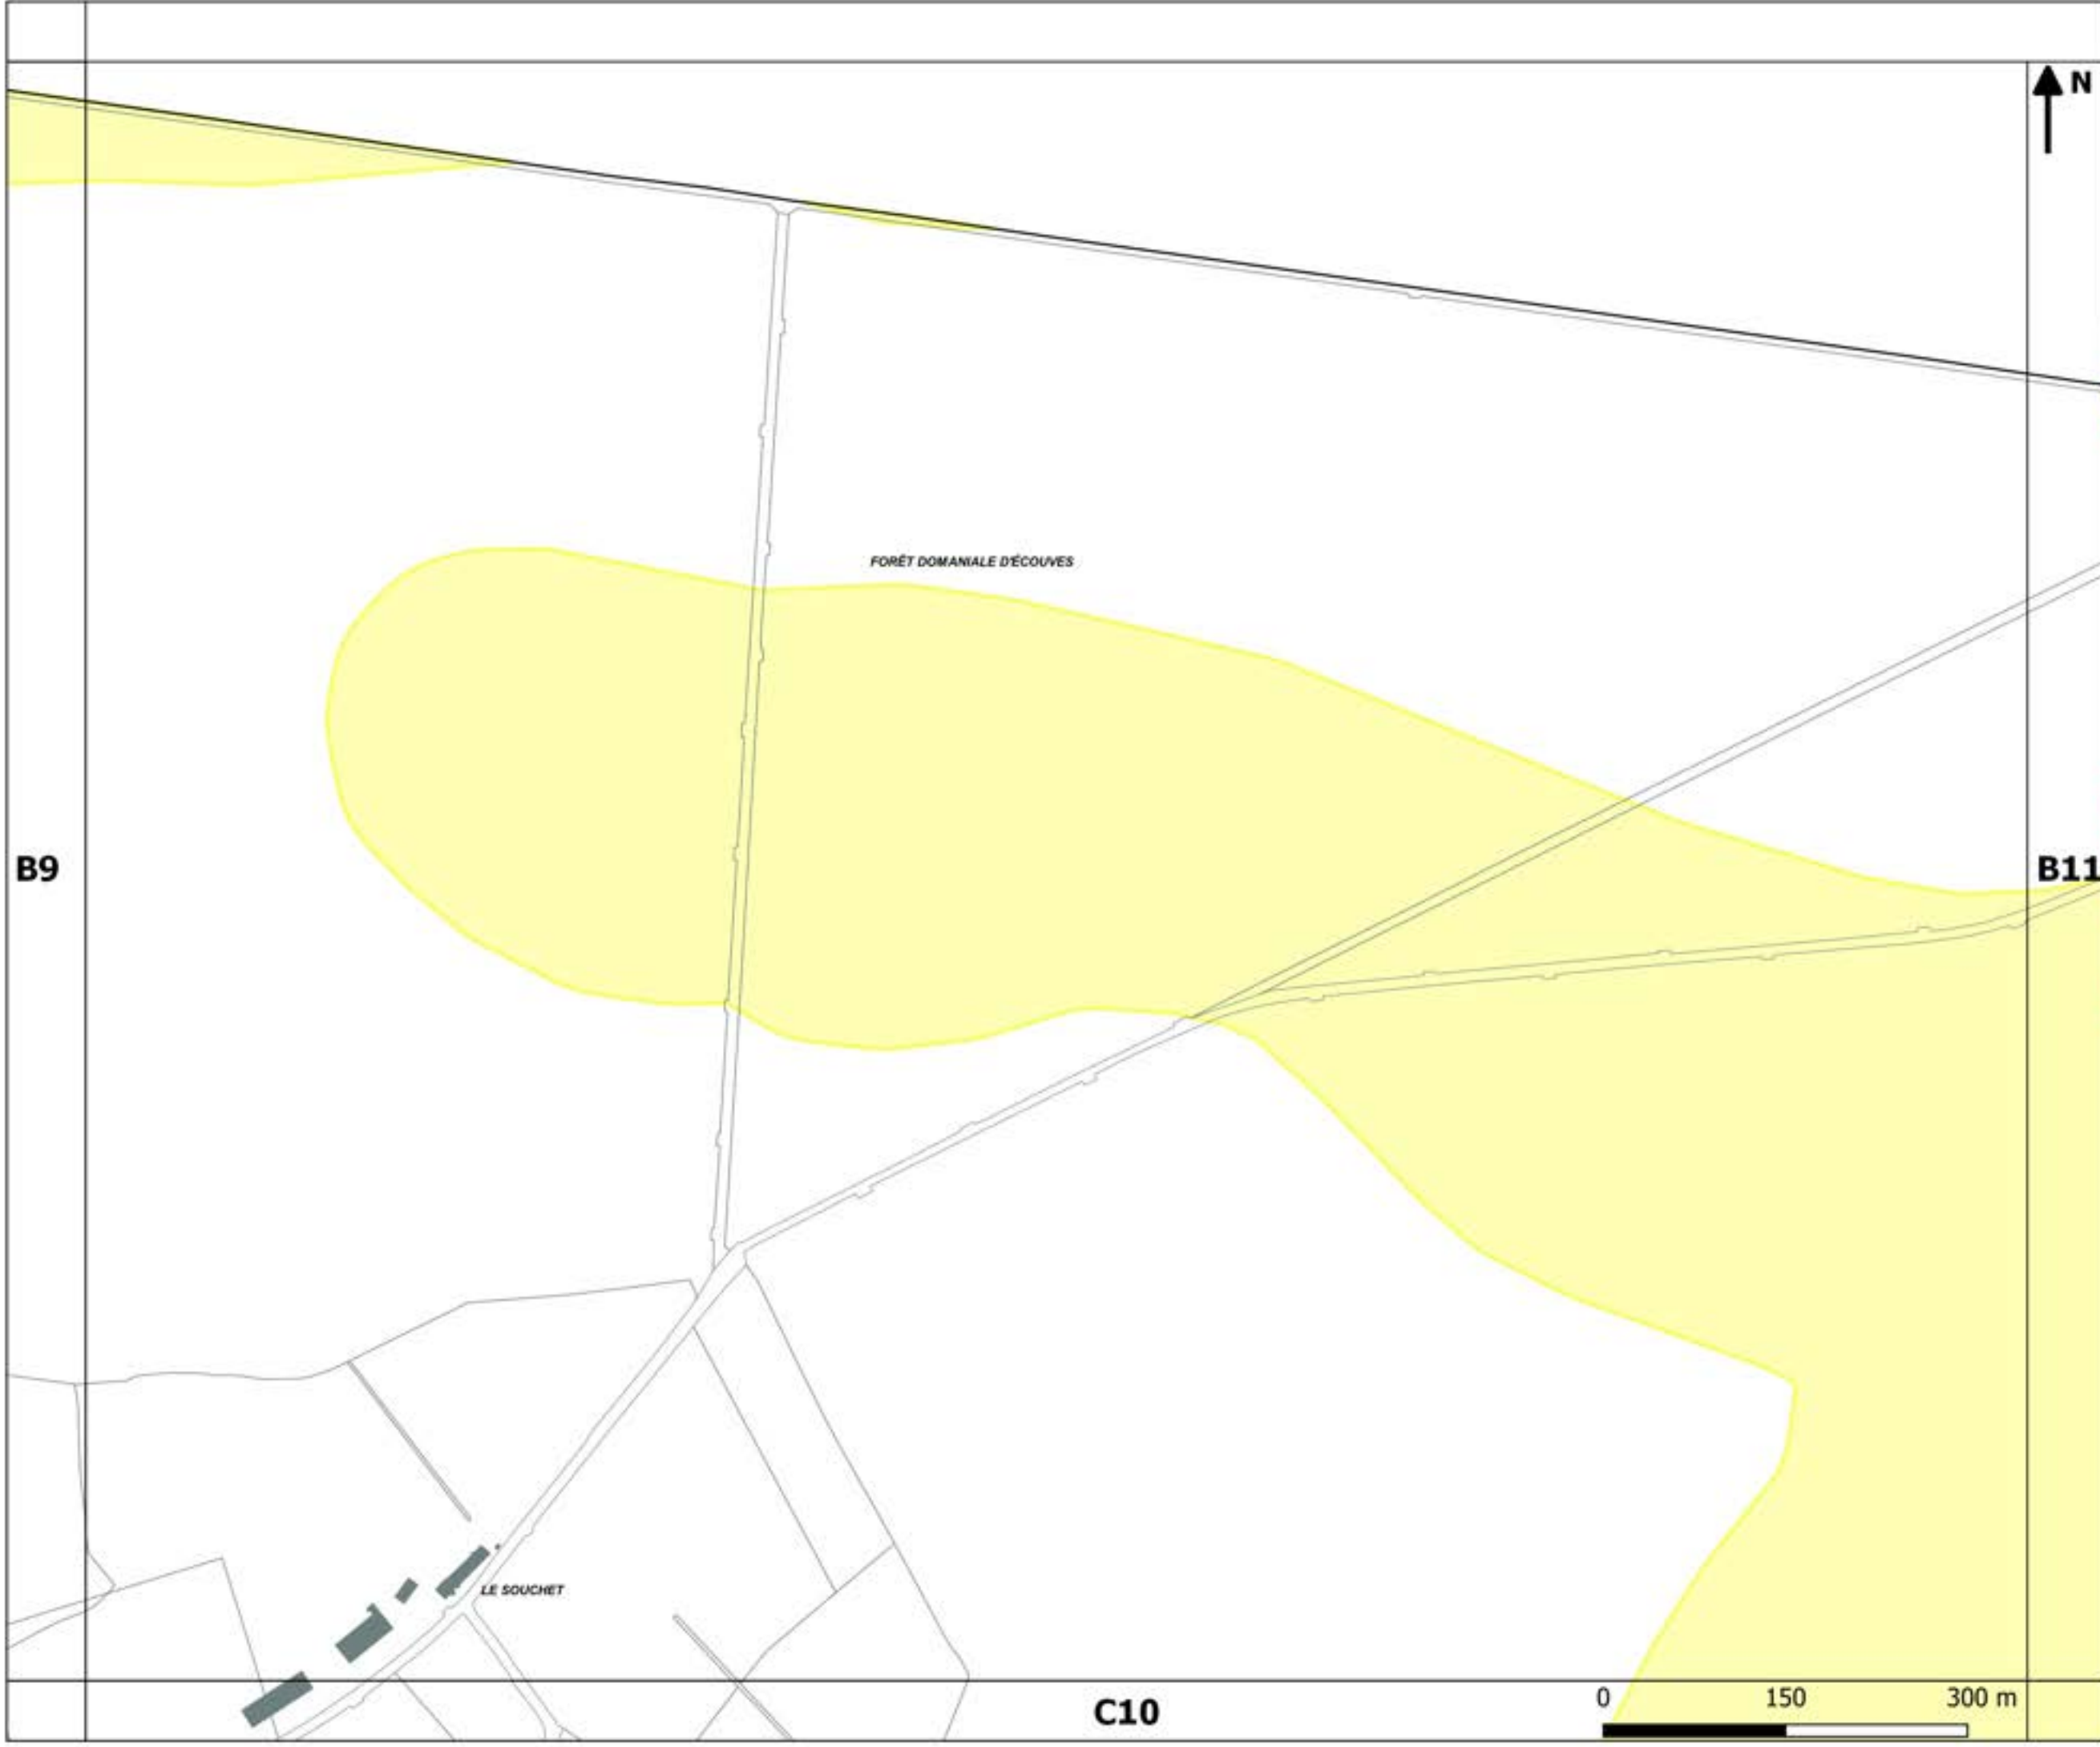 N
FORÊT DOMANIALE D'ÉCOUVES
B9
B11
LE SOUCHET
0 150 300 m
C10